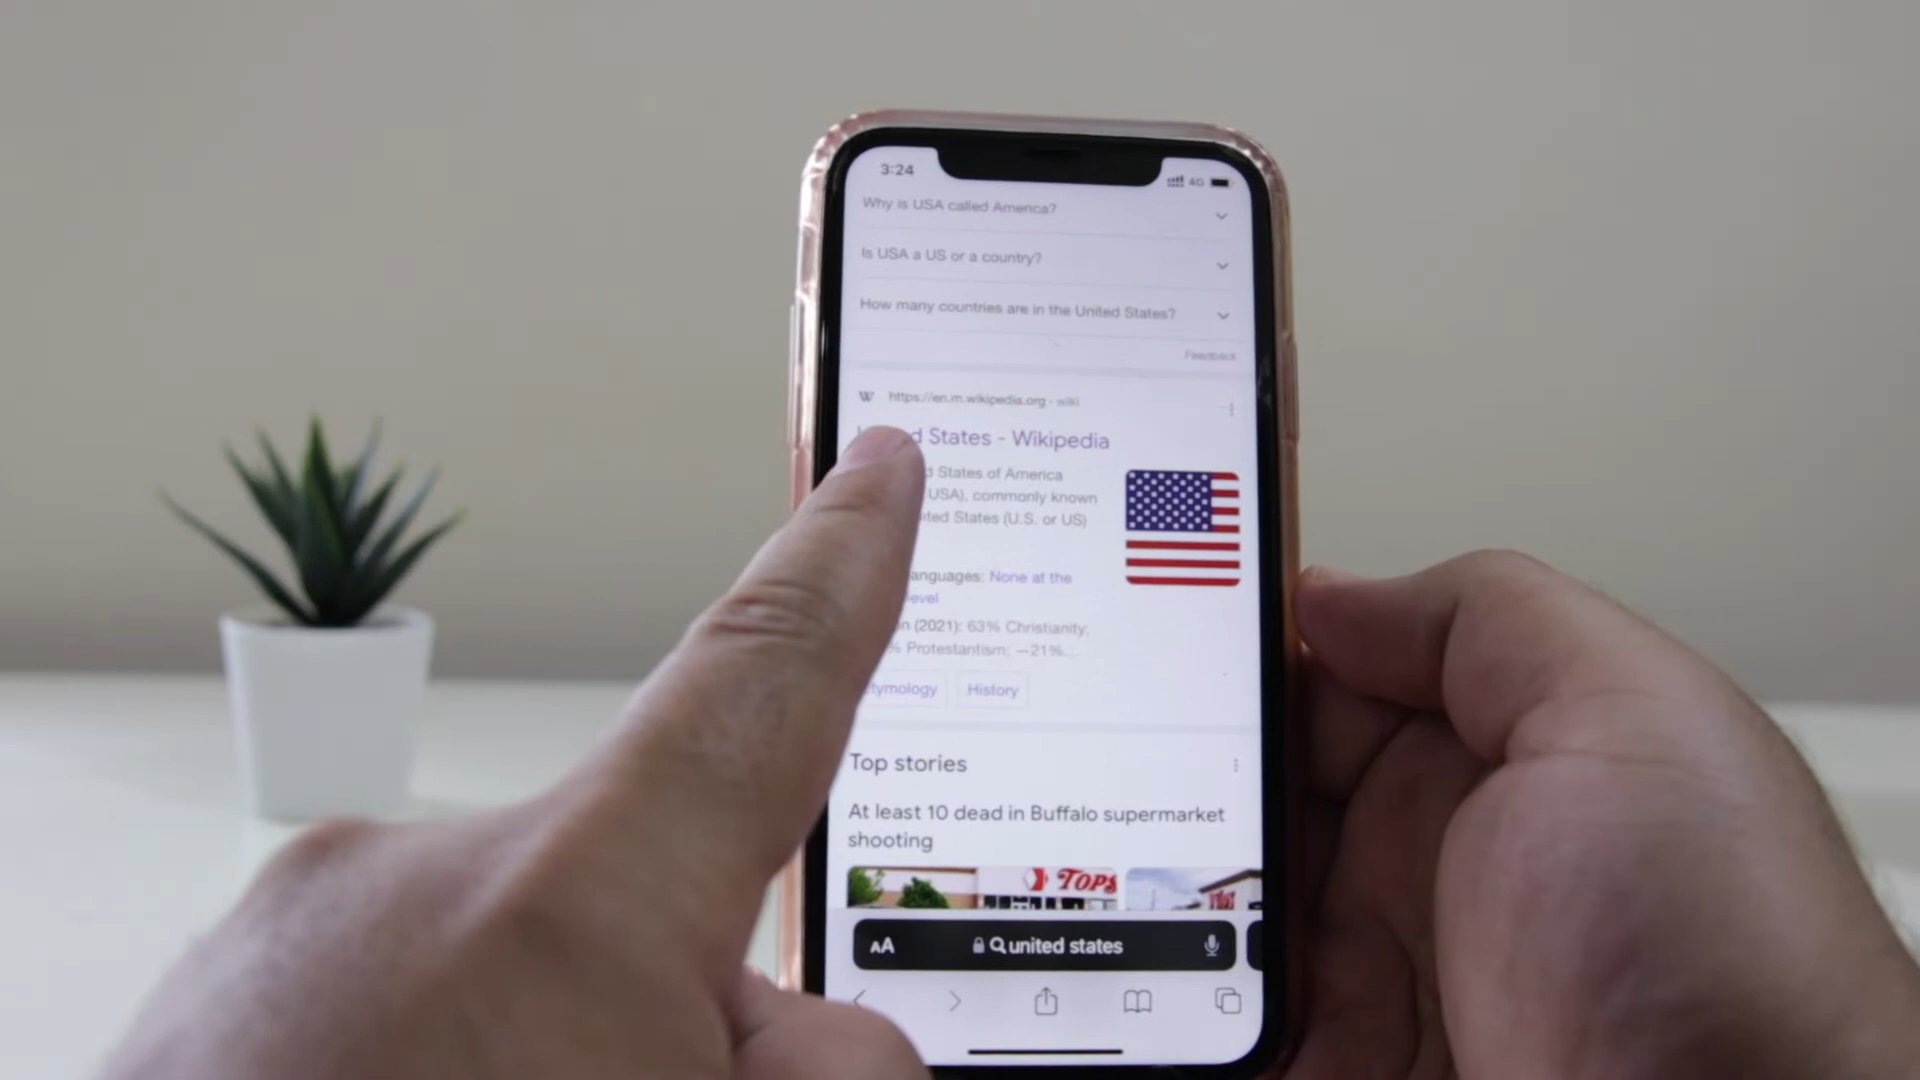 3:24
4G
Why is USA called America?
Is USA a US or a country?
How many countries are in the United States?
Feedback
W https://en.m.wikipedia.org › wiki
States - Wikipedia
States of America
USA), commonly known
States (U.S. or US)
None at the
(2021): 63% Christianity;
% Protestantism; —21%...
History
Top stories
At least 10 dead in Buffalo supermarket
shooting
TOPS
AA united states